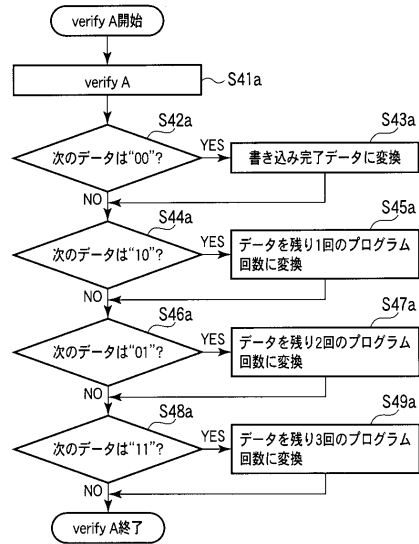 verify A開始
verify A
S41a
S42a
次のデータは“00”?
YES
S43a
書き込み完了データに変換
NO
S44a
次のデータは“10”?
YES
S45a
データを残り1回のプログラム
回数に変換
NO
S46a
次のデータは“01”?
YES
S47a
データを残り2回のプログラム
回数に変換
NO
S48a
次のデータは“11”?
YES
S49a
データを残り3回のプログラム
回数に変換
NO
verify A終了